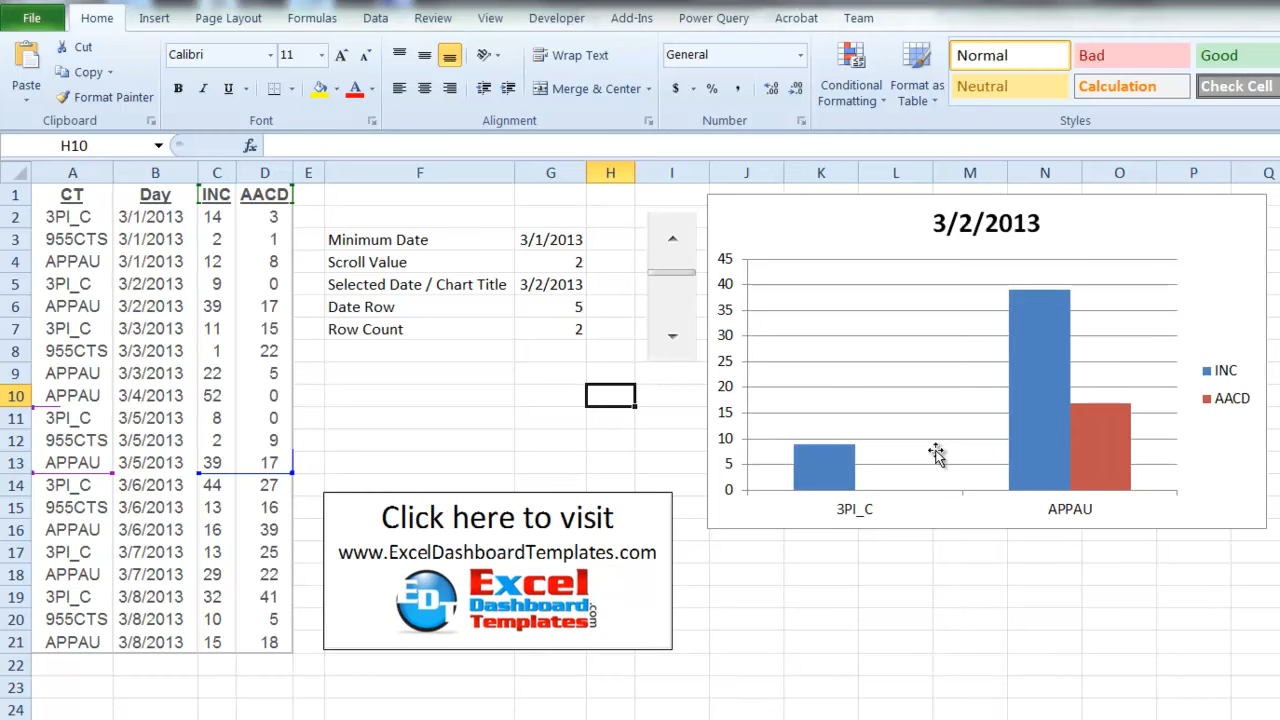 File Home Insert Page Layout Formulas Data Review View Developer Add-Ins Power Query Acrobat Team
Paste
Cut
Copy
Format Painter
Clipboard
Calibri 11 A A
B I U A
Font
Wrap Text
Merge & Center
Alignment
General
$ % ,
Number
Conditional
Formatting
Format as
Table
Normal Bad Good
Neutral Calculation Check Cell
Styles
H10 fx
A B C D E F G H I J K L M N O P Q
1 CT Day INC AACD
2 3PI_C 3/1/2013 14 3
3 955CTS 3/1/2013 2 1 Minimum Date 3/1/2013
4 APPAU 3/1/2013 12 8 Scroll Value 2
5 3PI_C 3/2/2013 9 0 Selected Date / Chart Title 3/2/2013
6 APPAU 3/2/2013 39 17 Date Row 5
7 3PI_C 3/3/2013 11 15 Row Count 2
8 955CTS 3/3/2013 1 22
9 APPAU 3/3/2013 22 5
10 APPAU 3/4/2013 52 0
11 3PI_C 3/5/2013 8 0
12 955CTS 3/5/2013 2 9
13 APPAU 3/5/2013 39 17
14 3PI_C 3/6/2013 44 27
15 955CTS 3/6/2013 13 16
16 APPAU 3/6/2013 16 39
17 3PI_C 3/7/2013 13 25
18 APPAU 3/7/2013 29 22
19 3PI_C 3/8/2013 32 41
20 955CTS 3/8/2013 10 5
21 APPAU 3/8/2013 15 18
22
23
24
3/2/2013
45
40
35
30
25
20
15
10
5
0
3PI_C APPAU
INC
AACD
Click here to visit
www.ExcelDashboardTemplates.com
EDT
Excel
Dashboard
Templates.com